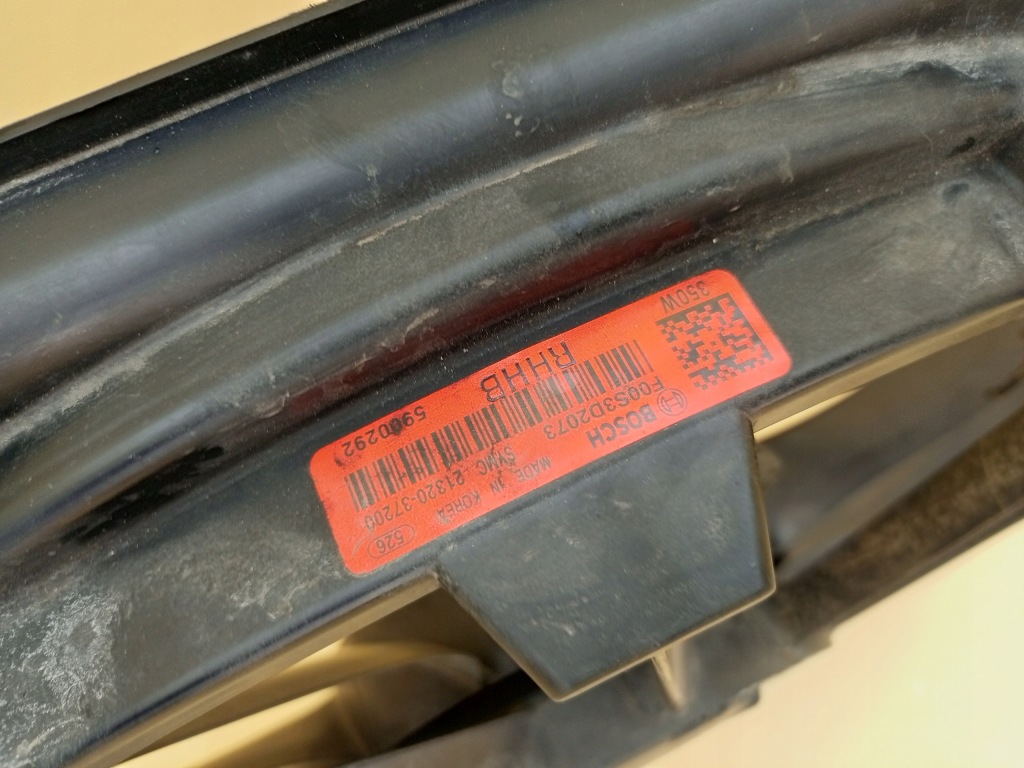 BOSCH MADE IN KOREA 526
F00S3D2073 SYMC 21320-37200
RHHB 5900292
350W